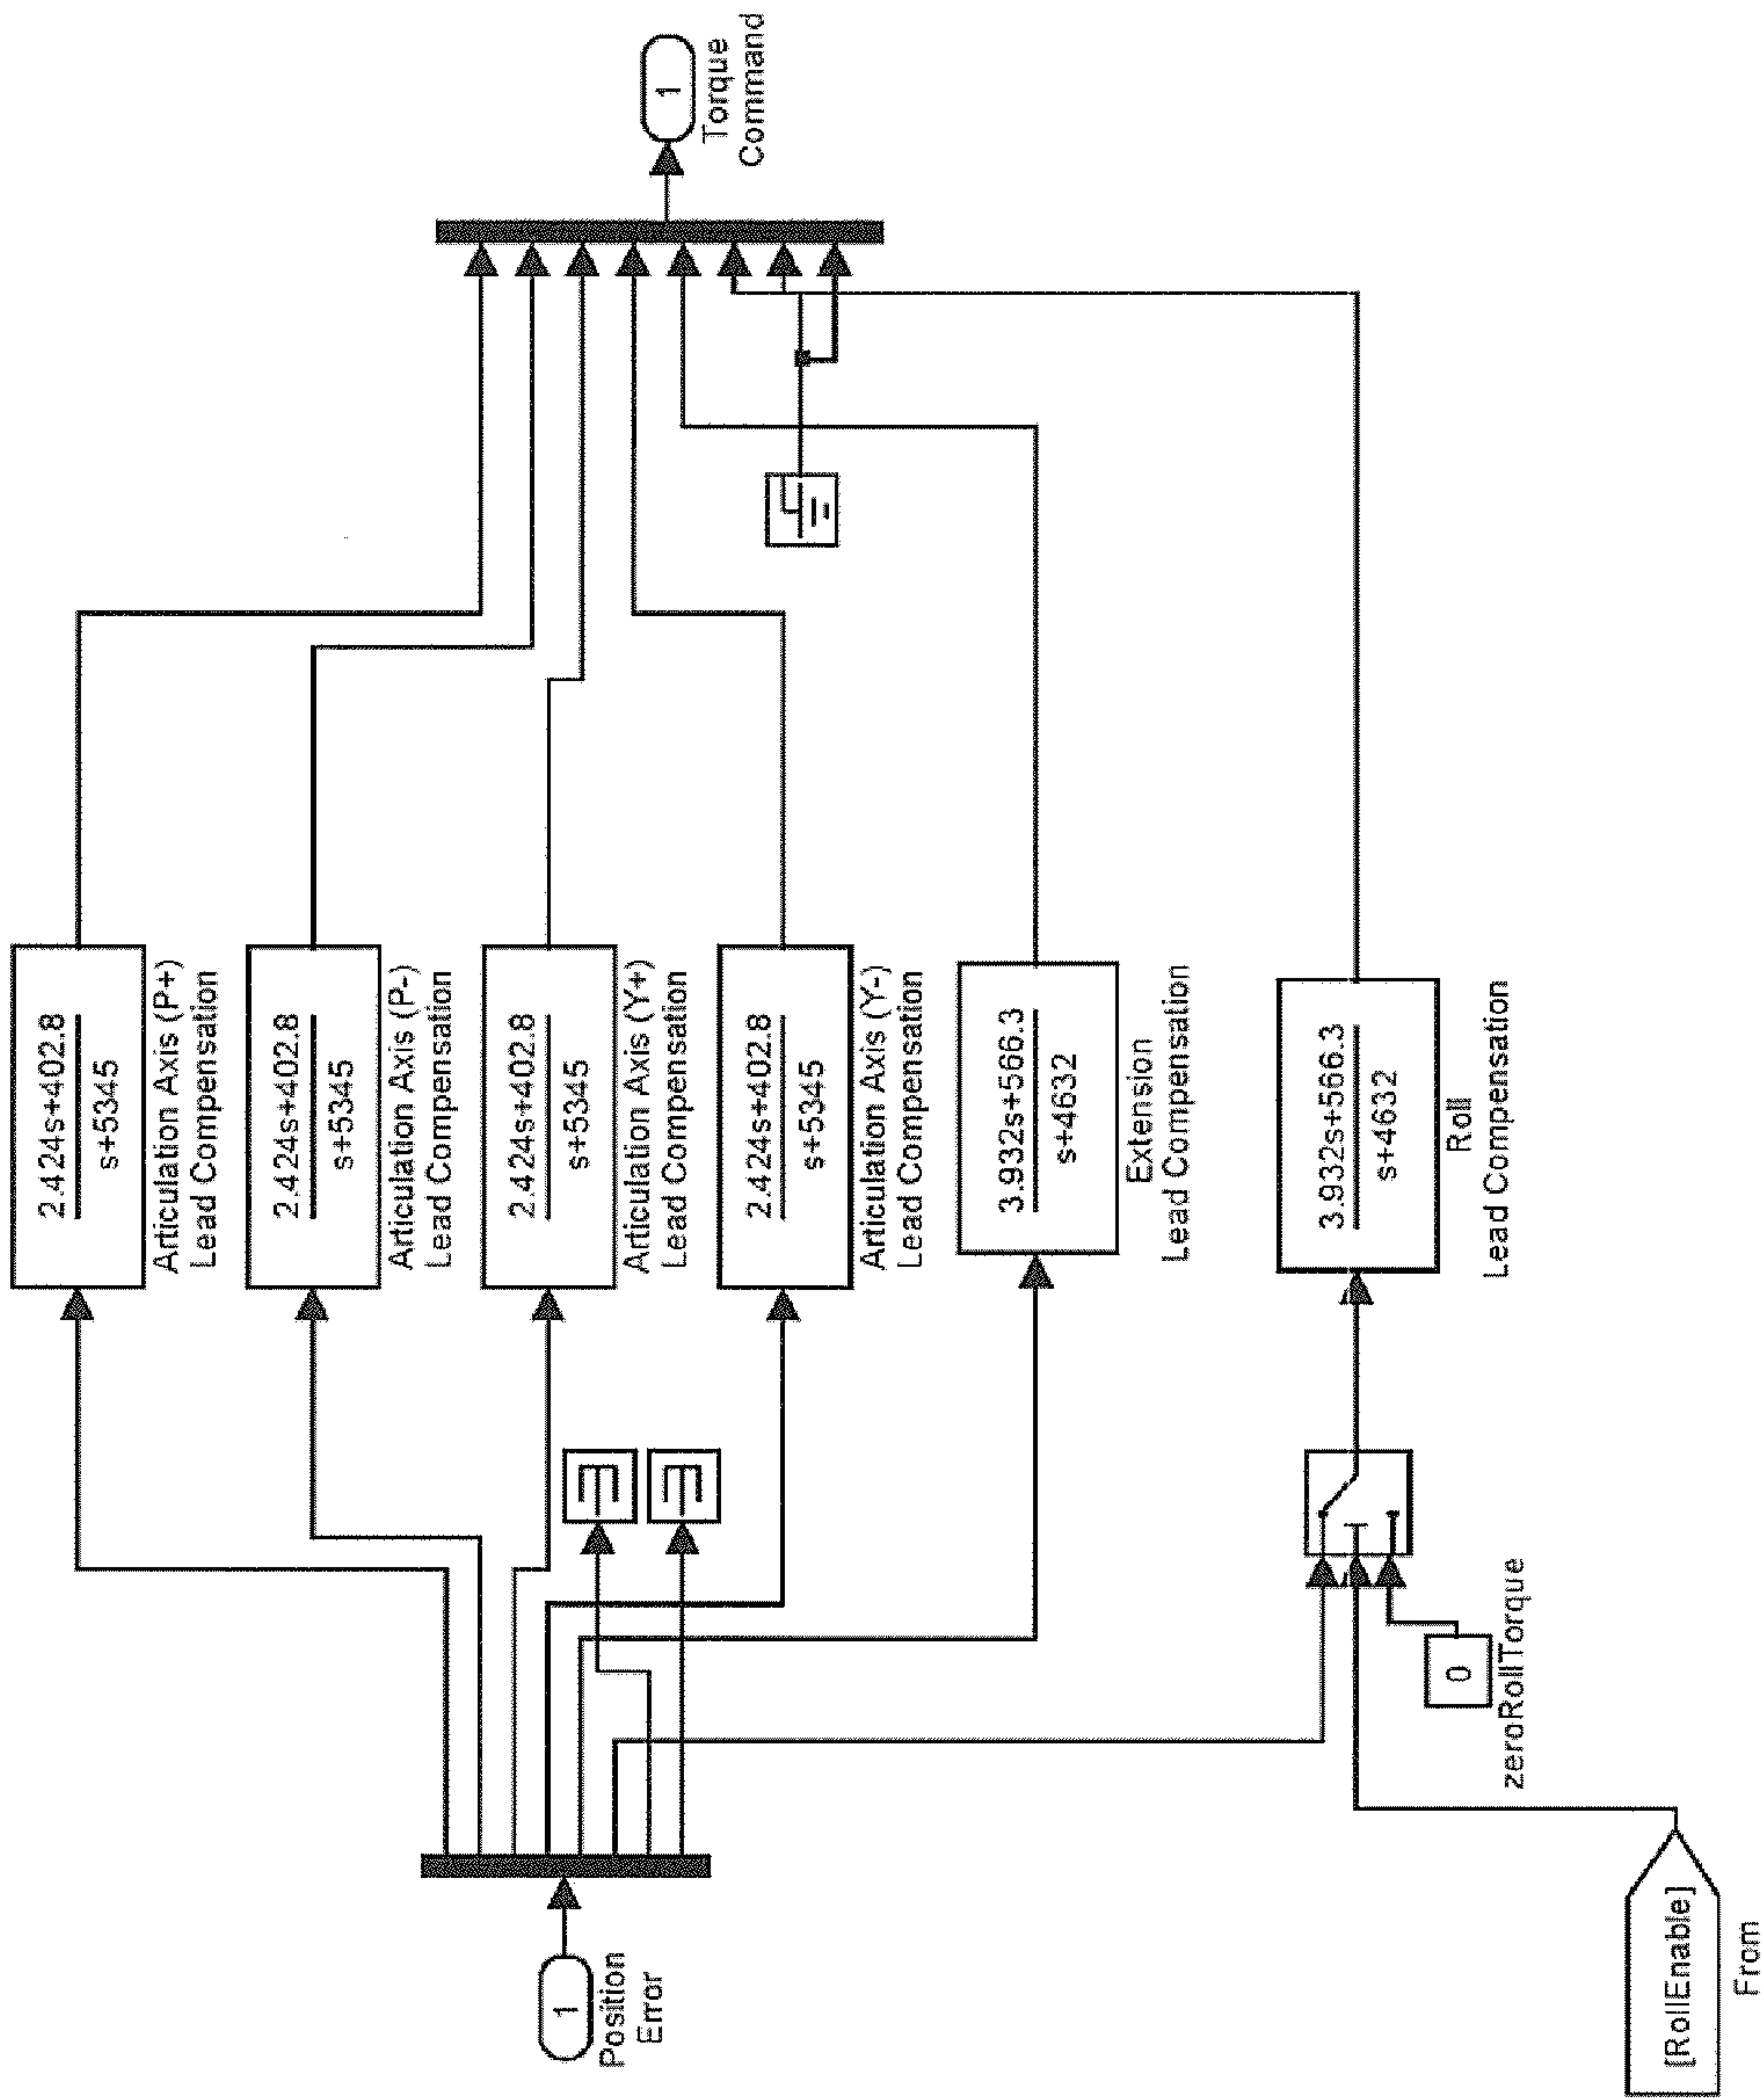 1
Position
Error
2.424s+402.8
s+5345
Articulation Axis (P+)
Lead Compensation
2.424s+402.8
s+5345
Articulation Axis (P-)
Lead Compensation
2.424s+402.8
s+5345
Articulation Axis (Y+)
Lead Compensation
2.424s+402.8
s+5345
Articulation Axis (Y-)
Lead Compensation
3.932s+566.3
s+4632
Extension
Lead Compensation
3.932s+566.3
s+4632
Roll
Lead Compensation
0
zeroRollTorque
[RollEnable]
From
1
Torque
Command